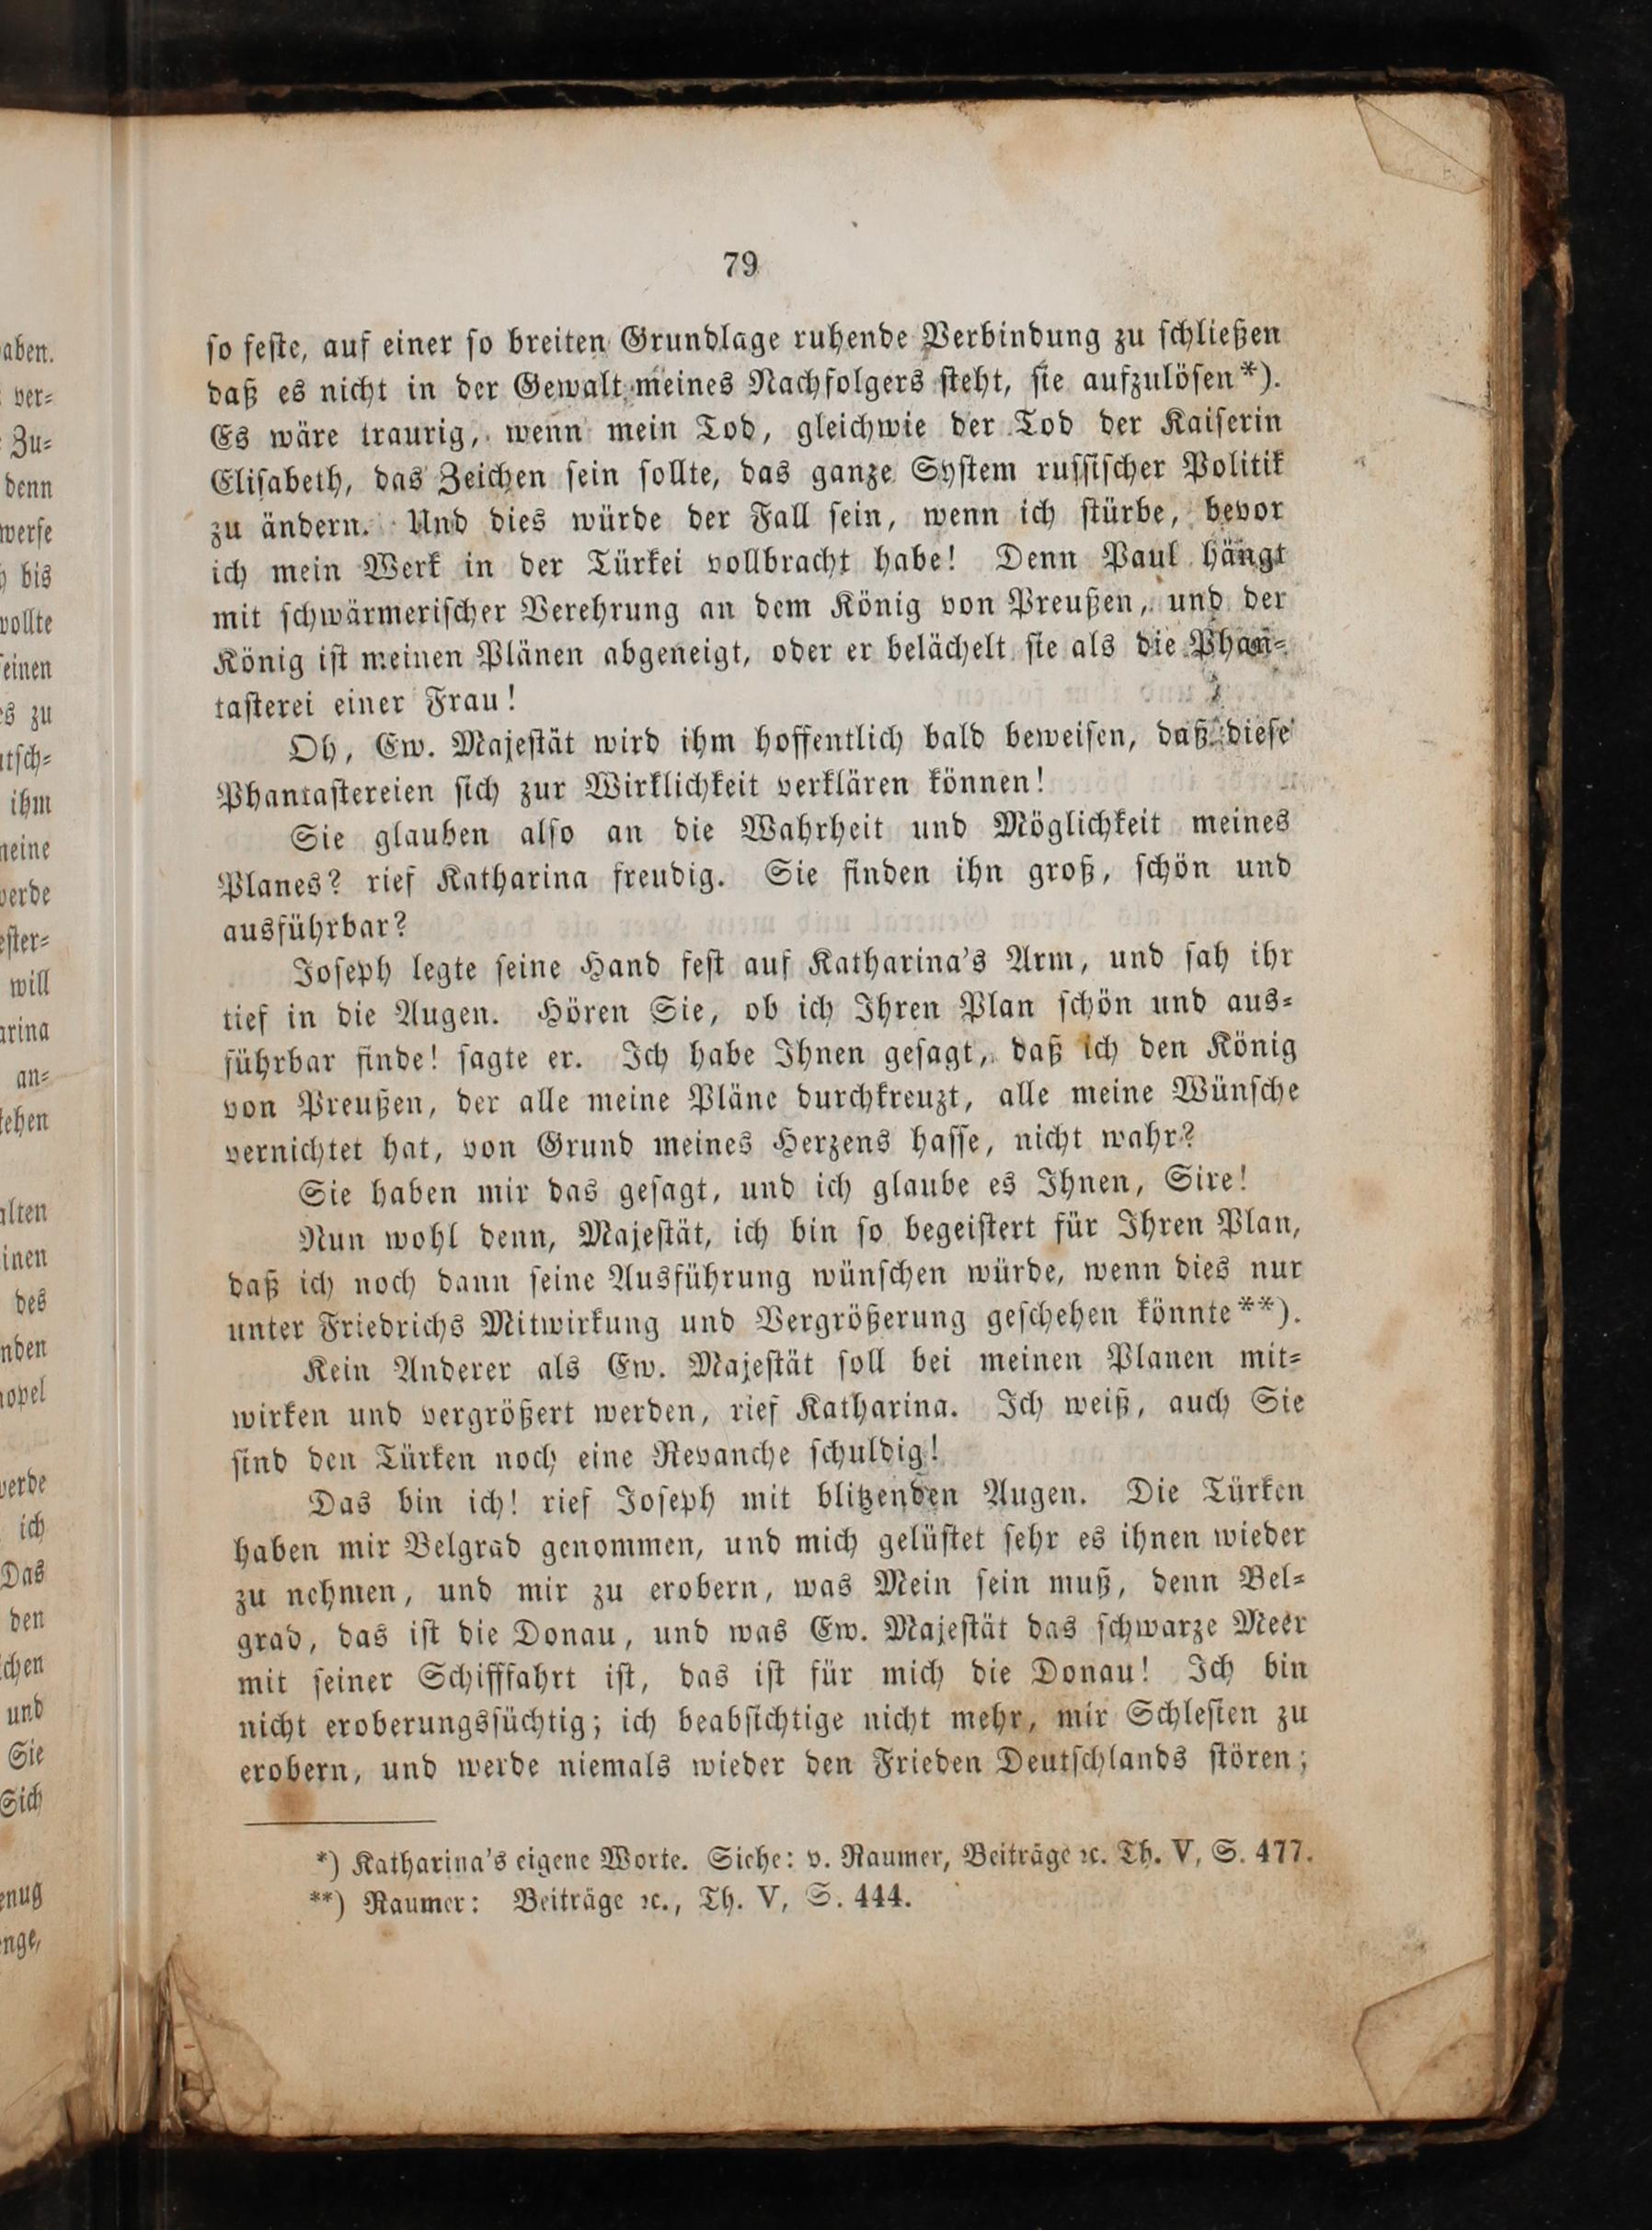 79
so feste, auf einer so breiten Grundlage ruhende Verbindung zu schließen
daß es nicht in der Gewalt meines Nachfolgers steht, sie aufzulösen*).
Es wäre traurig, wenn mein Tod, gleichwie der Tod der Kaiserin
Elisabeth, das Zeichen sein sollte, das ganze System russischer Politik
zu ändern. Und dies würde der Fall sein, wenn ich stürbe, bevor
ich mein Werk in der Türkei vollbracht habe! Denn Paul hängt
mit schwärmerischer Verehrung an dem König von Preußen, und der
König ist meinen Plänen abgeneigt, oder er belächelt sie als die Phan-
tasterei einer Frau!
Oh, Ew. Majestät wird ihm hoffentlich bald beweisen, daß diese
Phantastereien sich zur Wirklichkeit verklären können!
Sie glauben also an die Wahrheit und Möglichkeit meines
Planes? rief Katharina freudig. Sie finden ihn groß, schön und
ausführbar?
Joseph legte seine Hand fest auf Katharina's Arm, und sah ihr
tief in die Augen. Hören Sie, ob ich Ihren Plan schön und aus-
führbar finde! sagte er. Ich habe Ihnen gesagt, daß ich den König
von Preußen, der alle meine Pläne durchkreuzt, alle meine Wünsche
vernichtet hat, von Grund meines Herzens hasse, nicht wahr?
Sie haben mir das gesagt, und ich glaube es Ihnen, Sire!
Nun wohl denn, Majestät, ich bin so begeistert für Ihren Plan,
daß ich noch dann seine Ausführung wünschen würde, wenn dies nur
unter Friedrichs Mitwirkung und Vergrößerung geschehen könnte**).
Kein Anderer als Ew. Majestät soll bei meinen Planen mit-
wirken und vergrößert werden, rief Katharina. Ich weiß, auch Sie
sind den Türken noch eine Revanche schuldig!
Das bin ich! rief Joseph mit blitzenden Augen. Die Türken
haben mir Belgrad genommen, und mich gelüstet sehr es ihnen wieder
zu nehmen, und mir zu erobern, was Mein sein muß, denn Bel-
grad, das ist die Donau, und was Ew. Majestät das schwarze Meer
mit seiner Schifffahrt ist, das ist für mich die Donau! Ich bin
nicht eroberungssüchtig; ich beabsichtige nicht mehr, mir Schlesien zu
erobern, und werde niemals wieder den Frieden Deutschlands stören;
*) Katharina's eigene Worte. Siehe: v. Raumer, Beiträge ꝛc. Th. V, S. 477.
**) Raumer: Beiträge ꝛc., Th. V, S. 444.